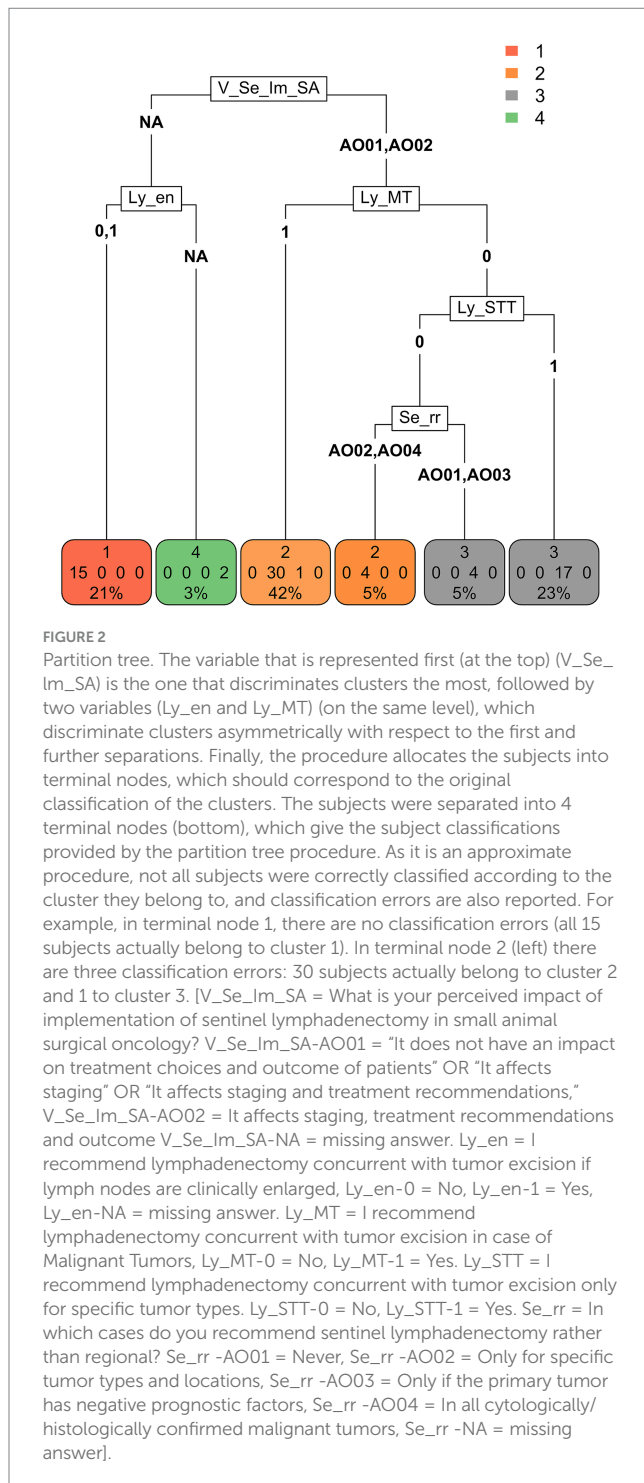 1
2
3
4
V_Se_Im_SA
NA
AO01,AO02
Ly_en
Ly_MT
0,1
NA
1
0
Ly_STT
0
1
Se_rr
AO02,AO04
AO01,AO03
1
15 0 0 0
21%
4
0 0 0 2
3%
2
0 30 1 0
42%
2
0 4 0 0
5%
3
0 0 4 0
5%
3
0 0 17 0
23%
FIGURE 2
Partition tree. The variable that is represented first (at the top) (V_Se_
Im_SA) is the one that discriminates clusters the most, followed by
two variables (Ly_en and Ly_MT) (on the same level), which
discriminate clusters asymmetrically with respect to the first and
further separations. Finally, the procedure allocates the subjects into
terminal nodes, which should correspond to the original
classification of the clusters. The subjects were separated into 4
terminal nodes (bottom), which give the subject classifications
provided by the partition tree procedure. As it is an approximate
procedure, not all subjects were correctly classified according to the
cluster they belong to, and classification errors are also reported. For
example, in terminal node 1, there are no classification errors (all 15
subjects actually belong to cluster 1). In terminal node 2 (left) there
are three classification errors: 30 subjects actually belong to cluster 2
and 1 to cluster 3. [V_Se_Im_SA = What is your perceived impact of
implementation of sentinel lymphadenectomy in small animal
surgical oncology? V_Se_Im_SA-AO01 = “It does not have an impact
on treatment choices and outcome of patients” OR “It affects
staging” OR “It affects staging and treatment recommendations,”
V_Se_Im_SA-AO02 = It affects staging, treatment recommendations
and outcome V_Se_Im_SA-NA = missing answer. Ly_en = I
recommend lymphadenectomy concurrent with tumor excision if
lymph nodes are clinically enlarged, Ly_en-0 = No, Ly_en-1 = Yes,
Ly_en-NA = missing answer. Ly_MT = I recommend
lymphadenectomy concurrent with tumor excision in case of
Malignant Tumors, Ly_MT-0 = No, Ly_MT-1 = Yes. Ly_STT = I
recommend lymphadenectomy concurrent with tumor excision only
for specific tumor types. Ly_STT-0 = No, Ly_STT-1 = Yes. Se_rr = In
which cases do you recommend sentinel lymphadenectomy rather
than regional? Se_rr -AO01 = Never, Se_rr -AO02 = Only for specific
tumor types and locations, Se_rr -AO03 = Only if the primary tumor
has negative prognostic factors, Se_rr -AO04 = In all cytologically/
histologically confirmed malignant tumors, Se_rr -NA = missing
answer].